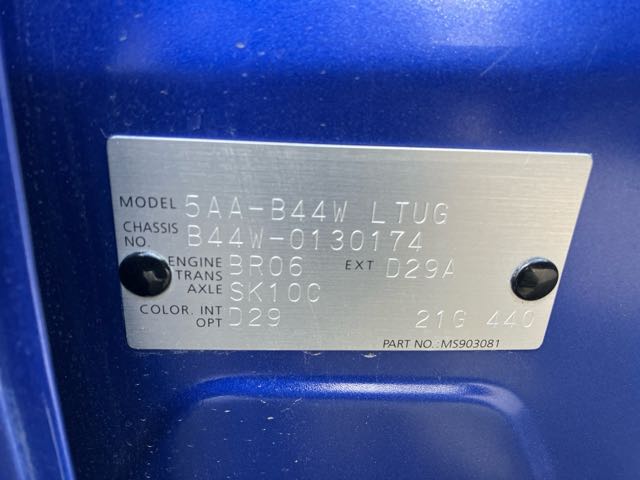 MODEL 5AA-B44W LTUG
CHASSIS NO. B44W-0130174
ENGINE BR06 EXT D29A
TRANS AXLE SK10C
COLOR. INT D29 21G 440
OPT
PART NO.:MS903081